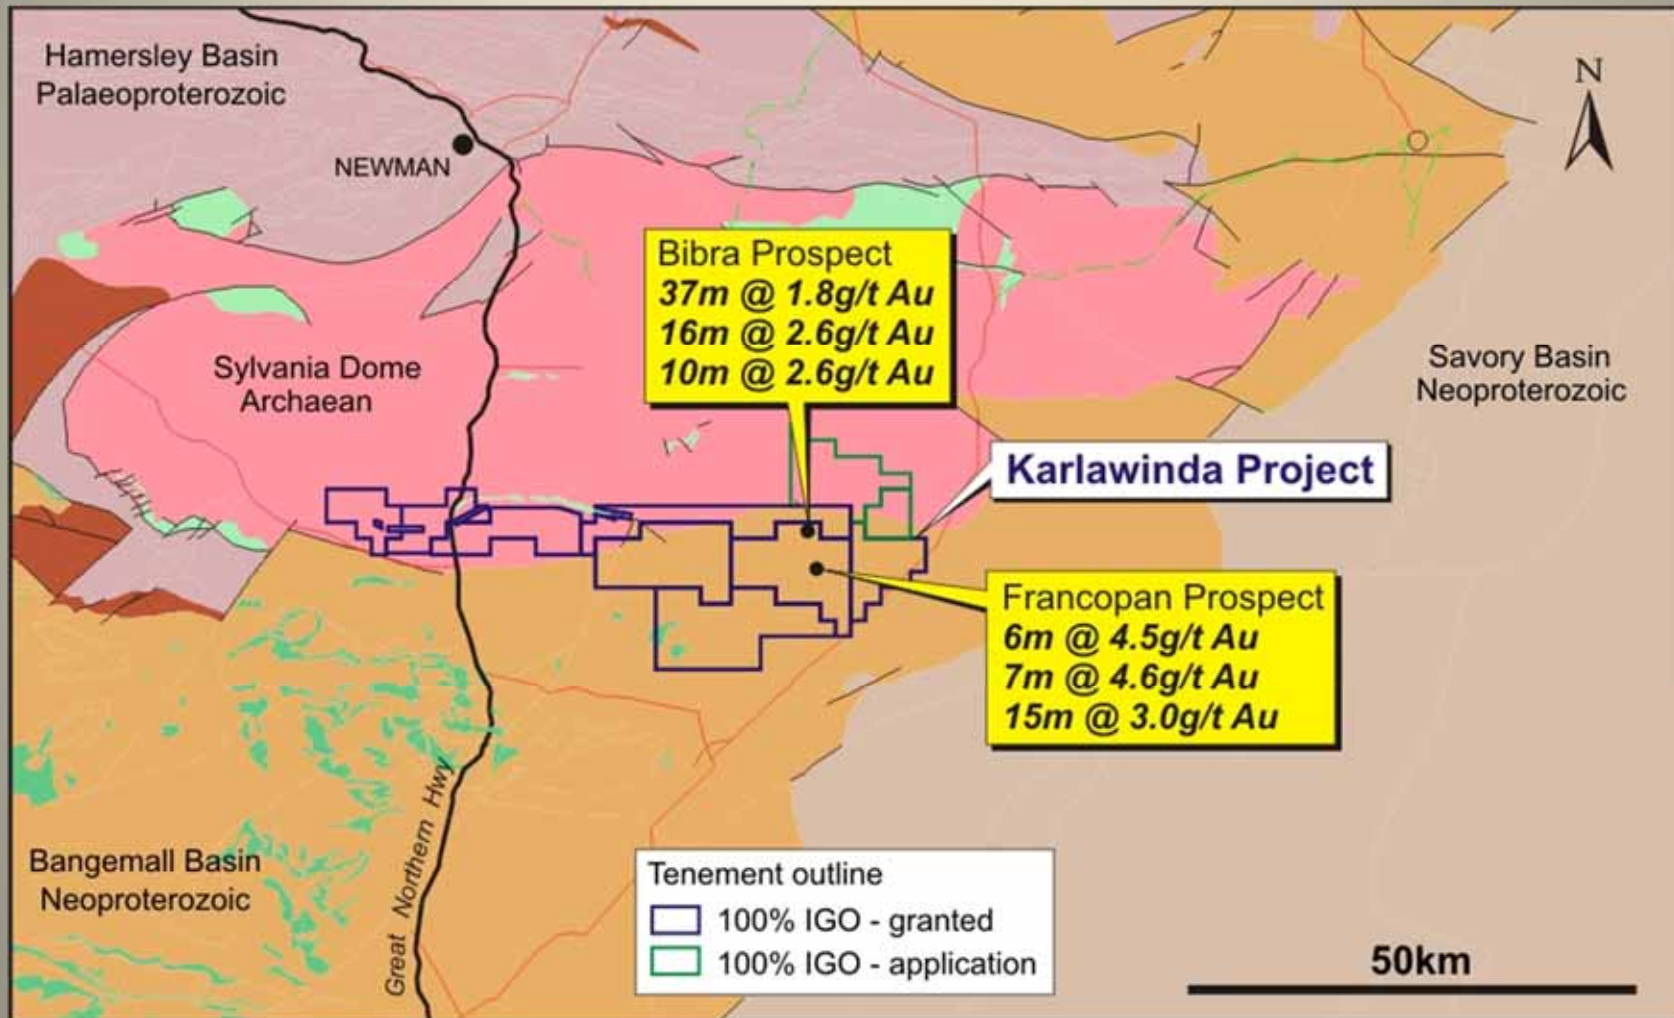 Hamersley Basin
Palaeoproterozoic
N
NEWMAN
Bibra Prospect
37m @ 1.8g/t Au
16m @ 2.6g/t Au
10m @ 2.6g/t Au
Sylvania Dome
Archaean
Savory Basin
Neoproterozoic
Karlawinda Project
Francopan Prospect
6m @ 4.5g/t Au
7m @ 4.6g/t Au
15m @ 3.0g/t Au
Great Northern Hwy
Bangemall Basin
Neoproterozoic
Tenement outline
100% IGO - granted
100% IGO - application
50km